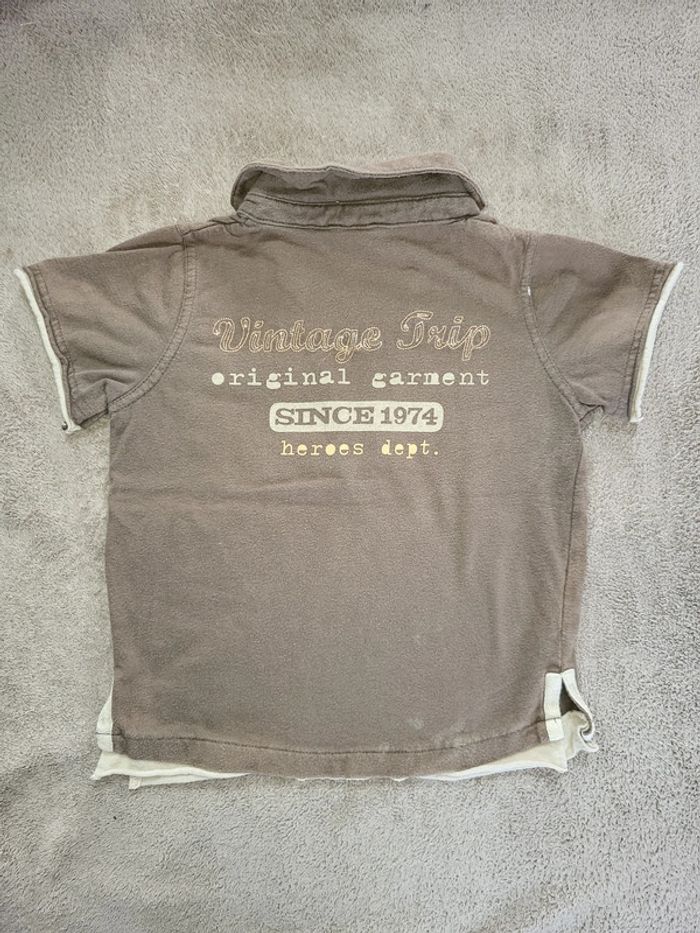 Vintage Trip
original garment
SINCE 1974
heroes dept.